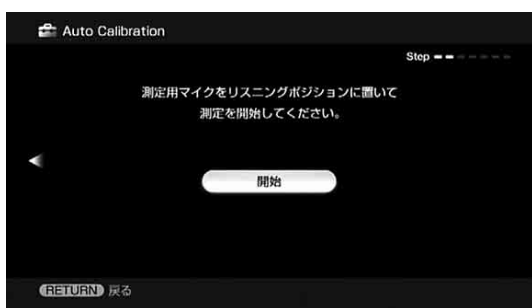 Auto Calibration
Step
測定用マイクをリスニングポジションに置いて
測定を開始してください。
開始
RETURN 戻る